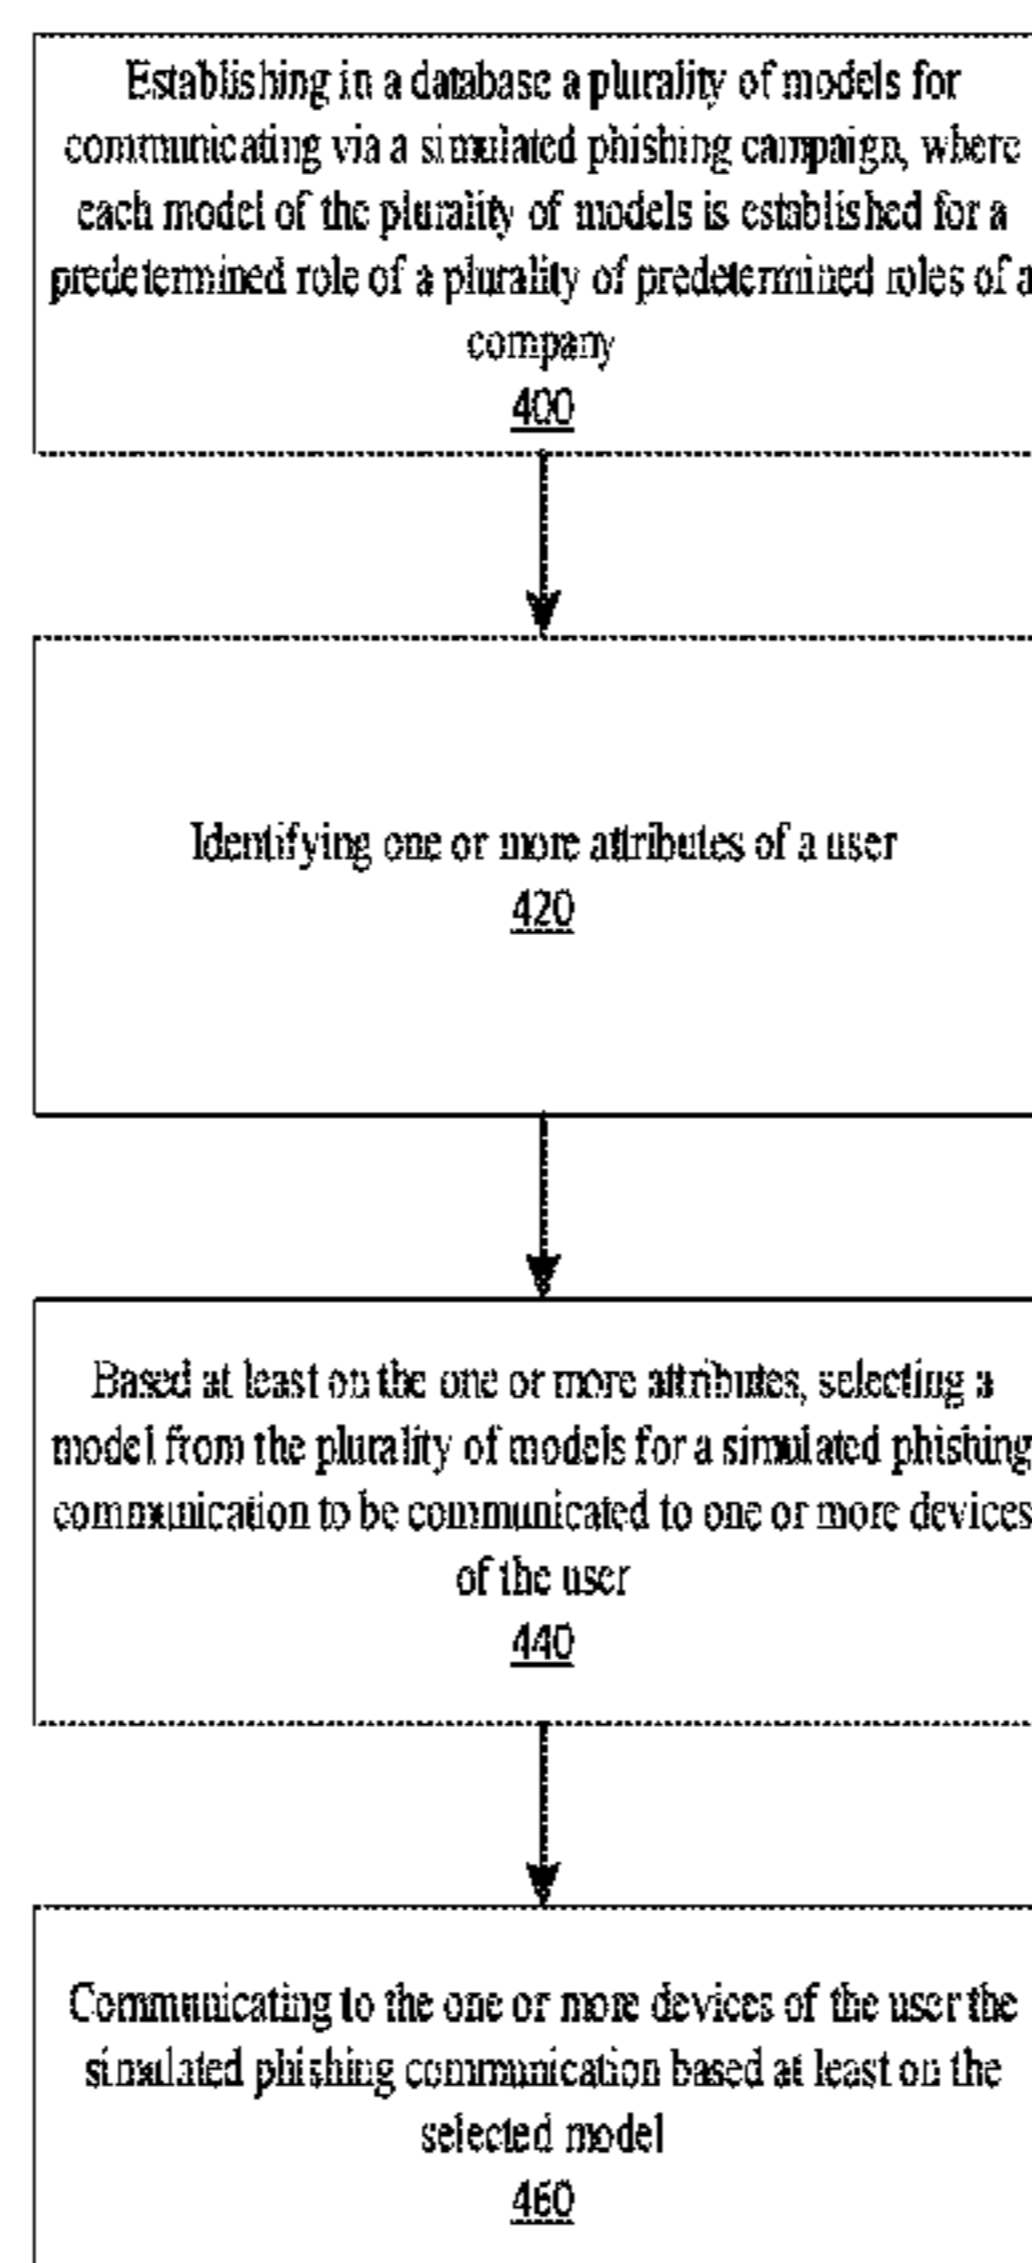 Establishing in a database a plurality of models for
communicating via a simulated phishing campaign, where
each model of the plurality of models is established for a
predetermined role of a plurality of predetermined roles of a
company
400
Identifying one or more attributes of a user
420
Based at least on the one or more attributes, selecting a
model from the plurality of models for a simulated phishing
communication to be communicated to one or more devices
of the user
440
Communicating to the one or more devices of the user the
simulated phishing communication based at least on the
selected model
460